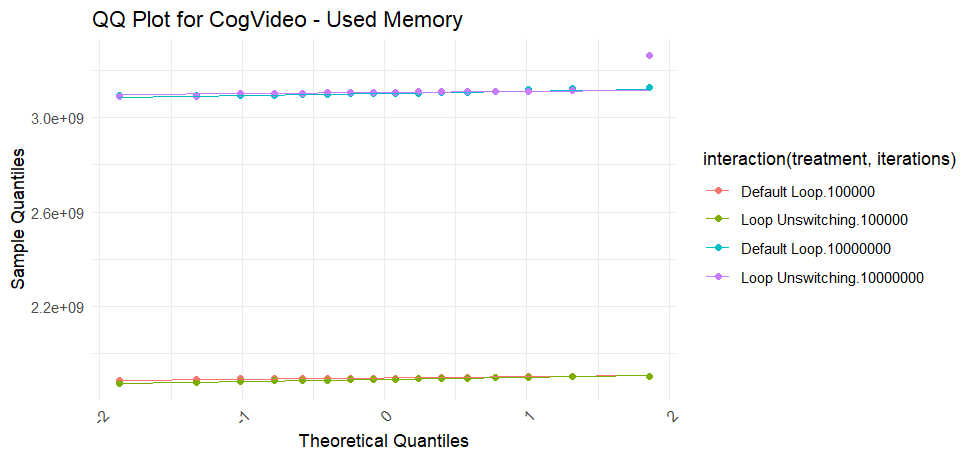 QQ Plot for CogVideo - Used Memory
Sample Quantiles
3.0e+09
2.6e+09
2.2e+09
-2
-1
0
1
2
Theoretical Quantiles
interaction(treatment, iterations)
Default Loop.100000
Loop Unswitching.100000
Default Loop.10000000
Loop Unswitching.10000000